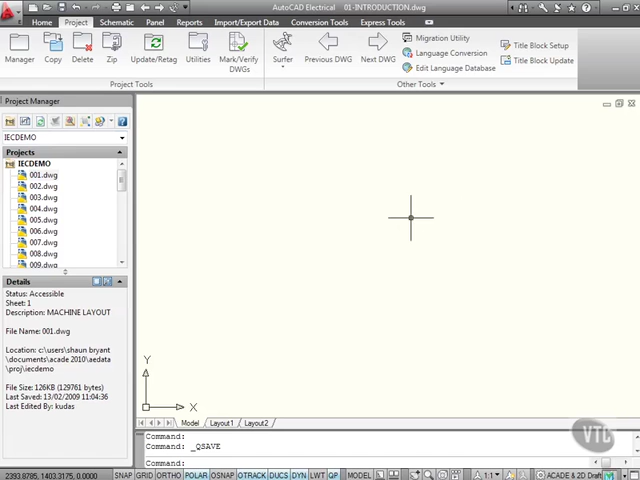 AutoCAD Electrical 01-INTRODUCTION.dwg
Home Project Schematic Panel Reports Import/Export Data Conversion Tools Express Tools
Manager Copy Delete Zip Update/Retag Utilities Mark/Verify DWGs Surfer Previous DWG Next DWG
Migration Utility
Language Conversion
Edit Language Database
Title Block Setup
Title Block Update
Project Tools Other Tools
Project Manager
IECDEMO
Projects
IECDEMO
001.dwg
002.dwg
003.dwg
004.dwg
005.dwg
006.dwg
007.dwg
008.dwg
009.dwg
Details
Status: Accessible
Sheet: 1
Description: MACHINE LAYOUT
File Name: 001.dwg
Location: c:\users\shaun bryant
\documents\acade 2010\aedata
\proj\iecdemo
File Size: 126KB (129761 bytes)
Last Saved: 13/02/2009 11:04:36
Last Edited By: kudas
Y
X
Model Layout1 Layout2
Command:
Command: _QSAVE
Command:
VTC
2393.8785, 1403.3175, 0.0000 SNAP GRID ORTHO POLAR OSNAP OTRACK DUCS DYN LWT QP MODEL 1:1 ACADE & 2D Draft